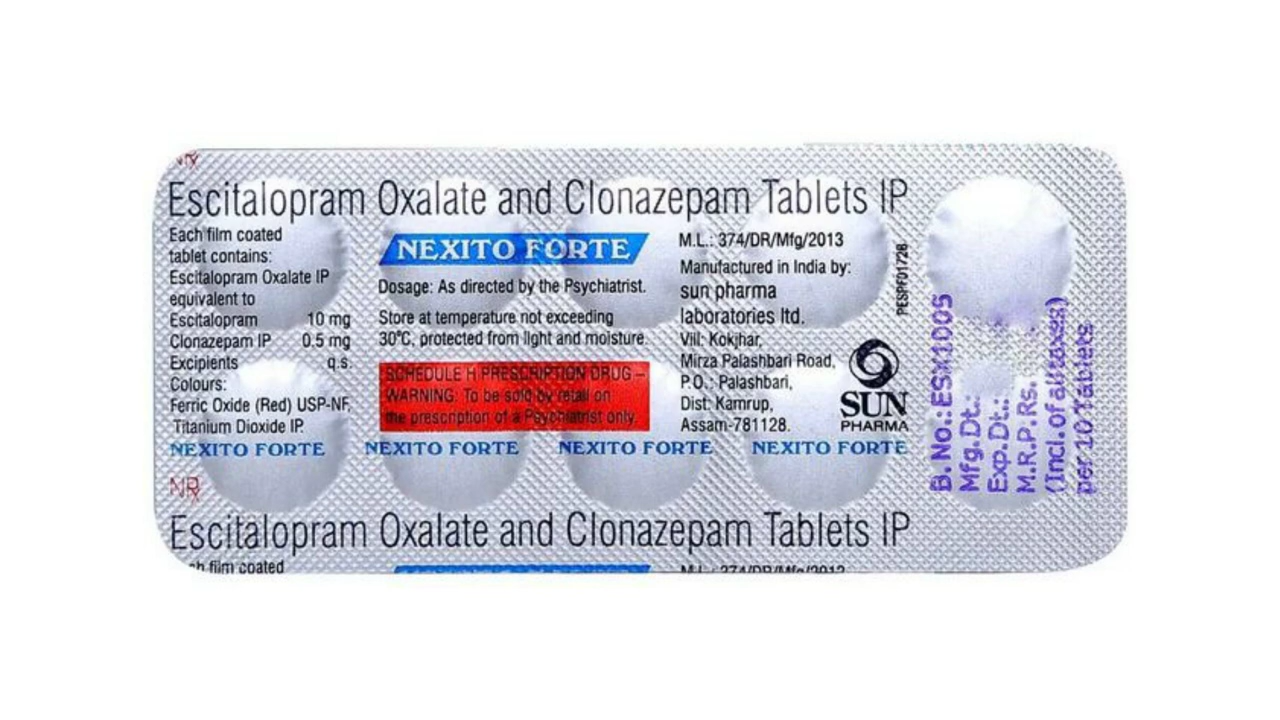 NRx
Escitalopram Oxalate and Clonazepam Tablets IP
Each film coated
tablet contains:
Escitalopram Oxalate IP
equivalent to
Escitalopram 10 mg
Clonazepam IP 0.5 mg
Excipients q.s.
Colours:
Ferric Oxide (Red) USP-NF,
Titanium Dioxide IP.
NEXITO FORTE
Dosage: As directed by the Psychiatrist.
Store at temperature not exceeding
30°C, protected from light and moisture.
SCHEDULE H PRESCRIPTION DRUG –
WARNING: To be sold by retail on
the prescription of a Psychiatrist only.
M.L.: 374/DR/Mfg/2013
Manufactured in India by:
sun pharma
laboratories ltd.
Vill: Kokjhar,
Mirza Palashbari Road,
P.O.: Palashbari,
Dist: Kamrup,
Assam-781128.
SUN
PHARMA
NEXITO FORTE NEXITO FORTE NEXITO FORTE NEXITO FORTE
NRx
Escitalopram Oxalate and Clonazepam Tablets IP
film coated
B. No.: ESX1005
Mfg. Dt..
Exp. Dt..
M.R.P. Rs.
(Incl. of all taxes)
per 10 Tablets